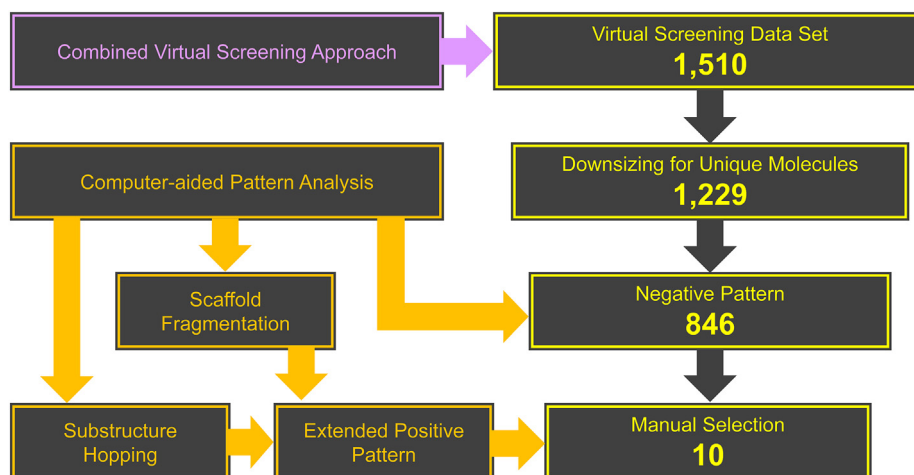 Combined Virtual Screening Approach
Virtual Screening Data Set
1,510
Computer-aided Pattern Analysis
Downsizing for Unique Molecules
1,229
Scaffold
Fragmentation
Negative Pattern
846
Substructure
Hopping
Extended Positive
Pattern
Manual Selection
10